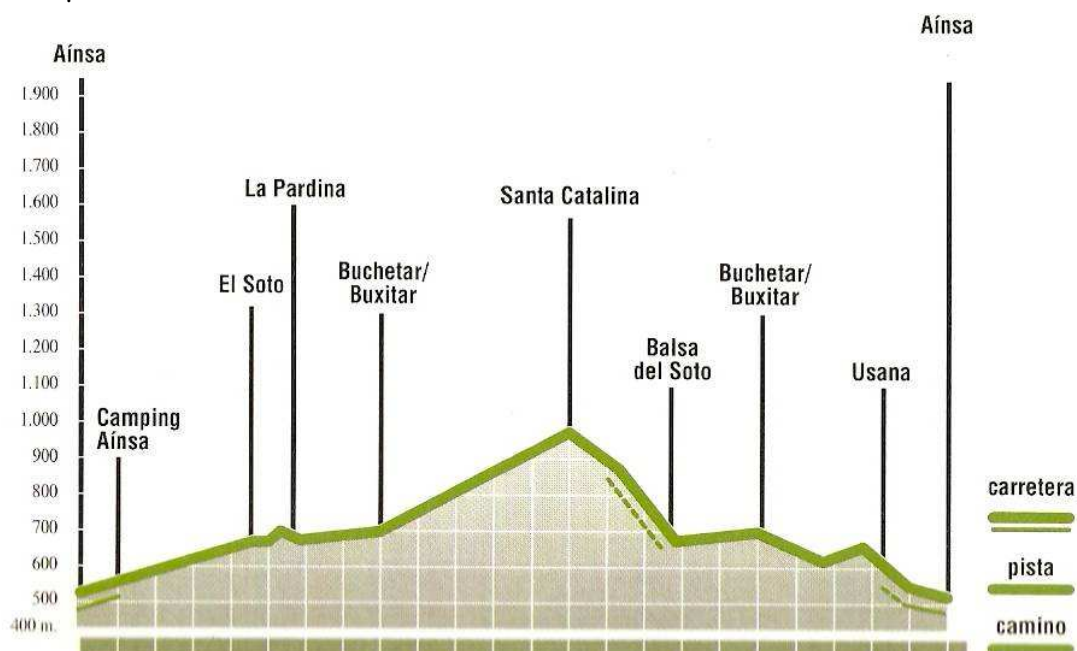 Aínsa
Aínsa
1.900
1.800
1.700
La Pardina
1.600
Santa Catalina
1.500
1.400
El Soto
Buchetar/
Buxitar
Buchetar/
Buxitar
1.300
1.200
Balsa
del Soto
1.100
Usana
1.000
Camping
Aínsa
900
800
carretera
700
600
pista
500
400 m.
camino